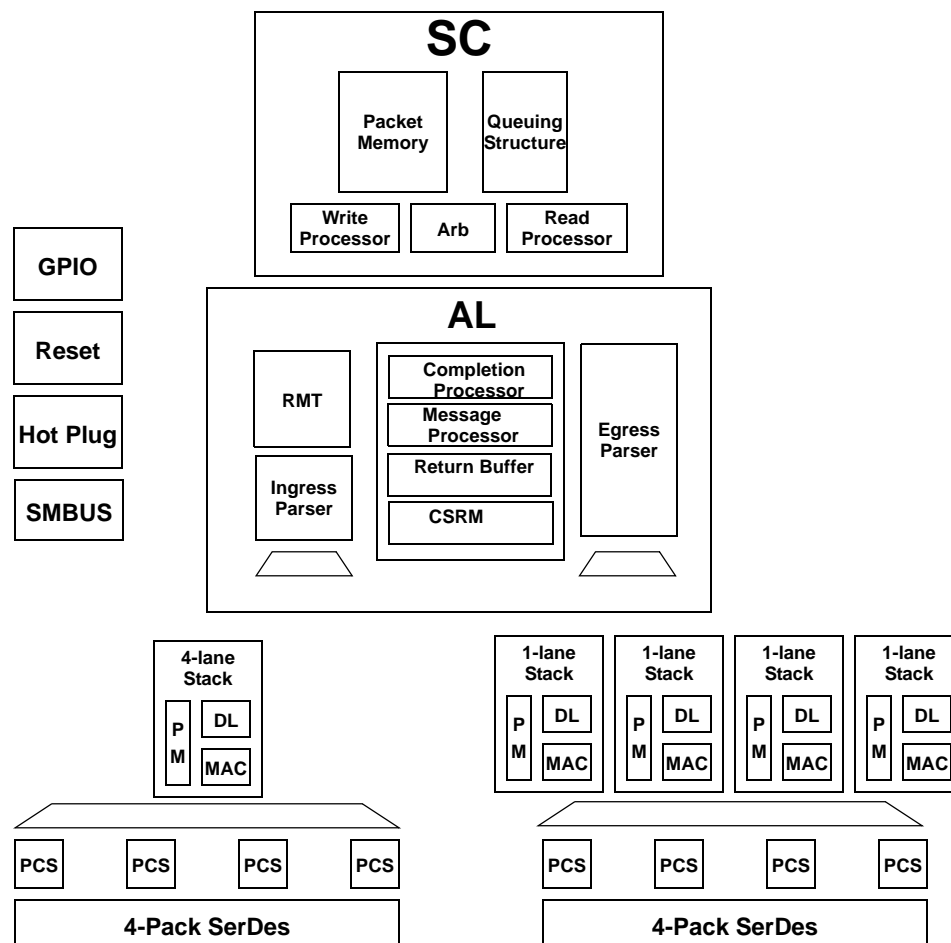 SC
Packet
Memory
Queuing
Structure
Write
Processor
Arb
Read
Processor
GPIO
Reset
Hot Plug
SMBUS
AL
RMT
Ingress
Parser
Completion
Processor
Message
Processor
Return Buffer
CSRM
Egress
Parser
4-lane
Stack
P
M
DL
MAC
1-lane
Stack
P
M
DL
MAC
1-lane
Stack
P
M
DL
MAC
1-lane
Stack
P
M
DL
MAC
1-lane
Stack
P
M
DL
MAC
PCS
PCS
PCS
PCS
PCS
PCS
PCS
PCS
4-Pack SerDes
4-Pack SerDes